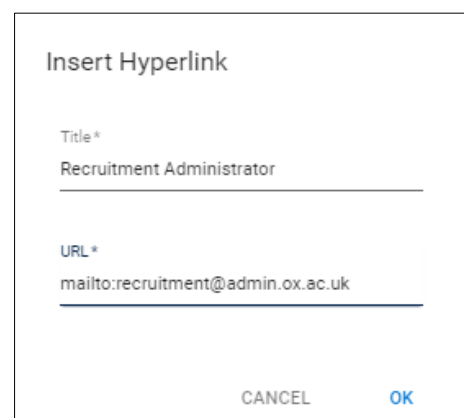 Insert Hyperlink
Title*
Recruitment Administrator
URL*
mailto:recruitment@admin.ox.ac.uk
CANCEL OK